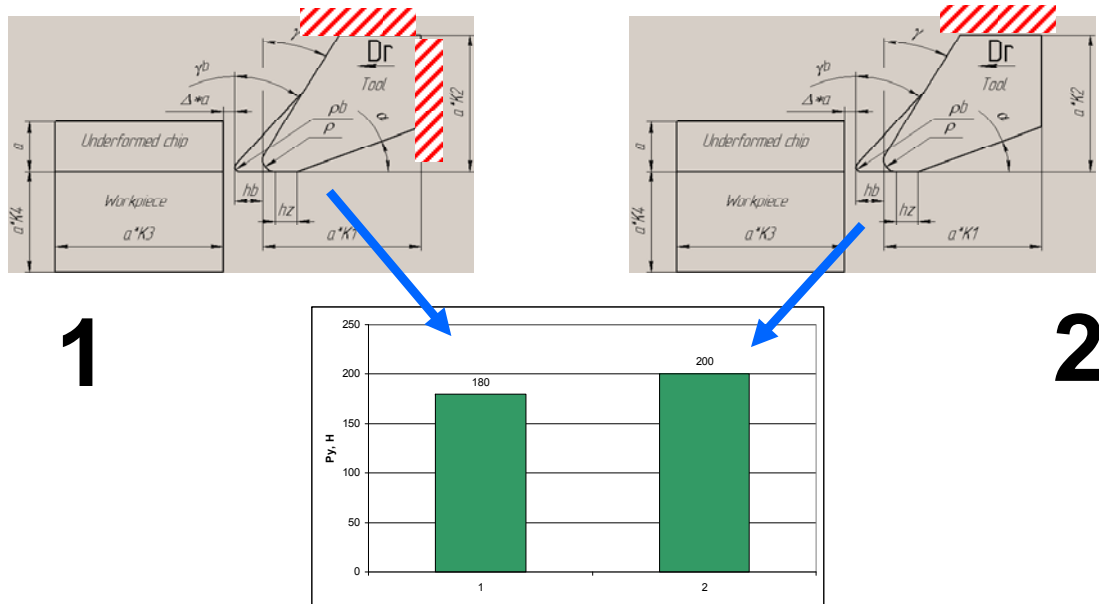 γ
Dr
Tool
γb
Δ*a
ρb
ρ
α
a*K2
a
Underformed chip
Workpiece
a*K4
a*K3
hb
hz
a*K1
γ
Dr
Tool
γb
Δ*a
ρb
ρ
α
a*K2
a
Underformed chip
Workpiece
a*K4
a*K3
hb
hz
a*K1
1
2
250
200
150
100
50
0
Py, H
180
200
1
2